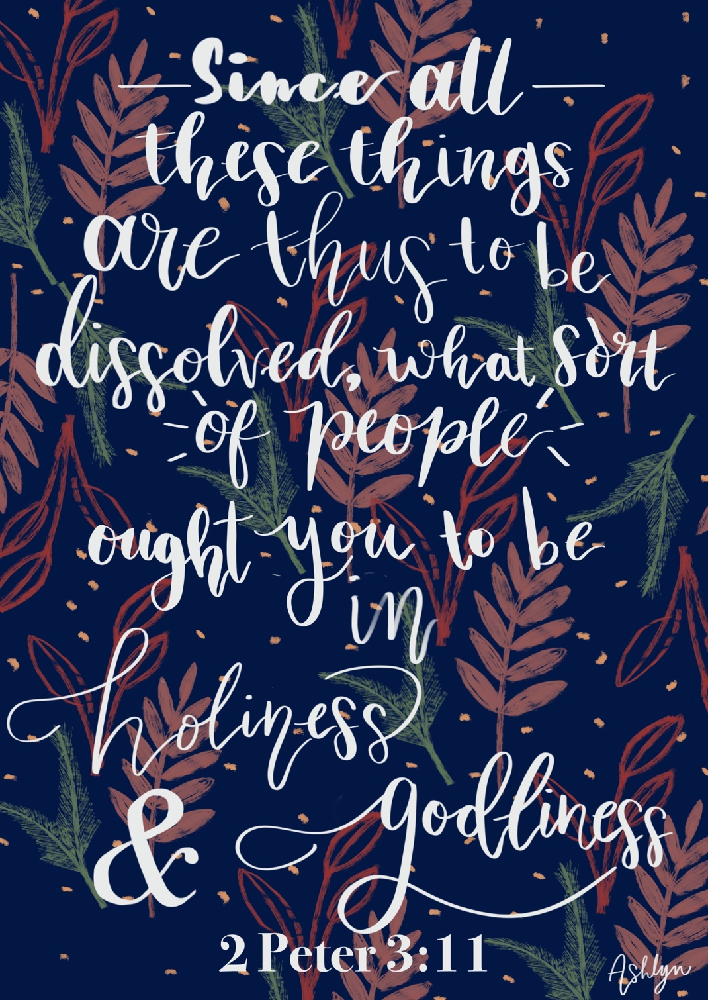 Since all
these things
are thus to be
dissolved, what sort
of people
ought you to be
in
holiness
& godliness
2 Peter 3:11
Ashlyn